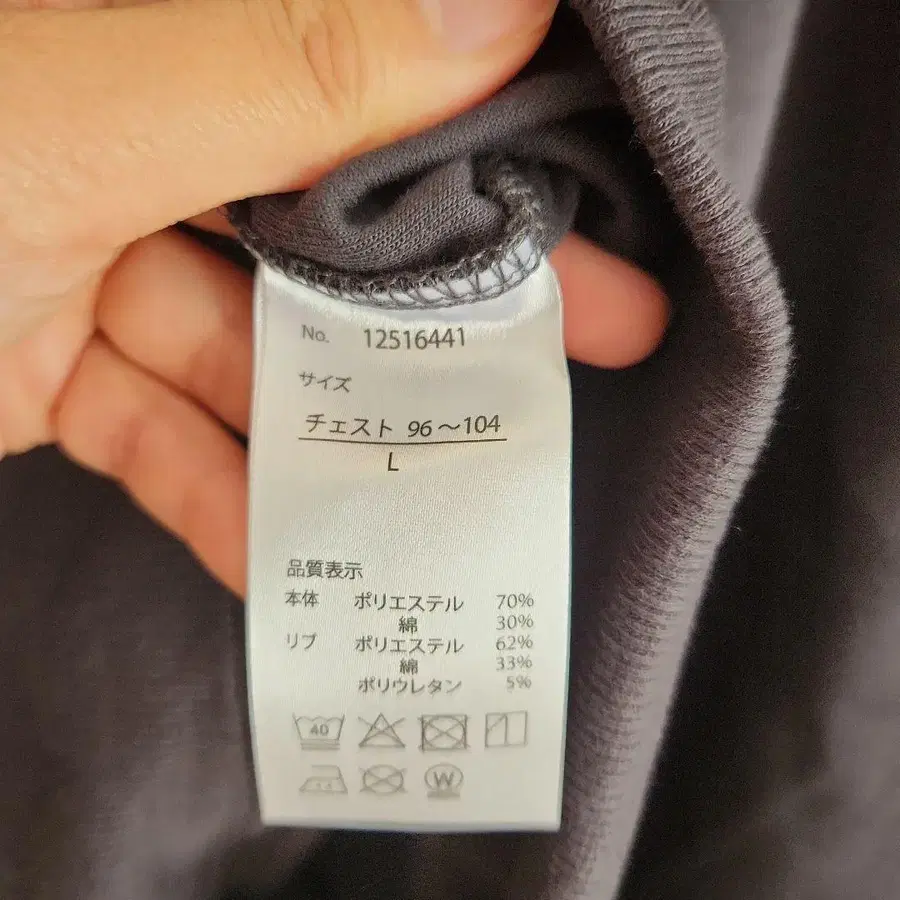 No. 12516441
サイズ
チェスト 96～104
L
品質表示
本体 ポリエステル 70%
綿 30%
リブ ポリエステル 62%
綿 33%
ポリウレタン 5%
40
W